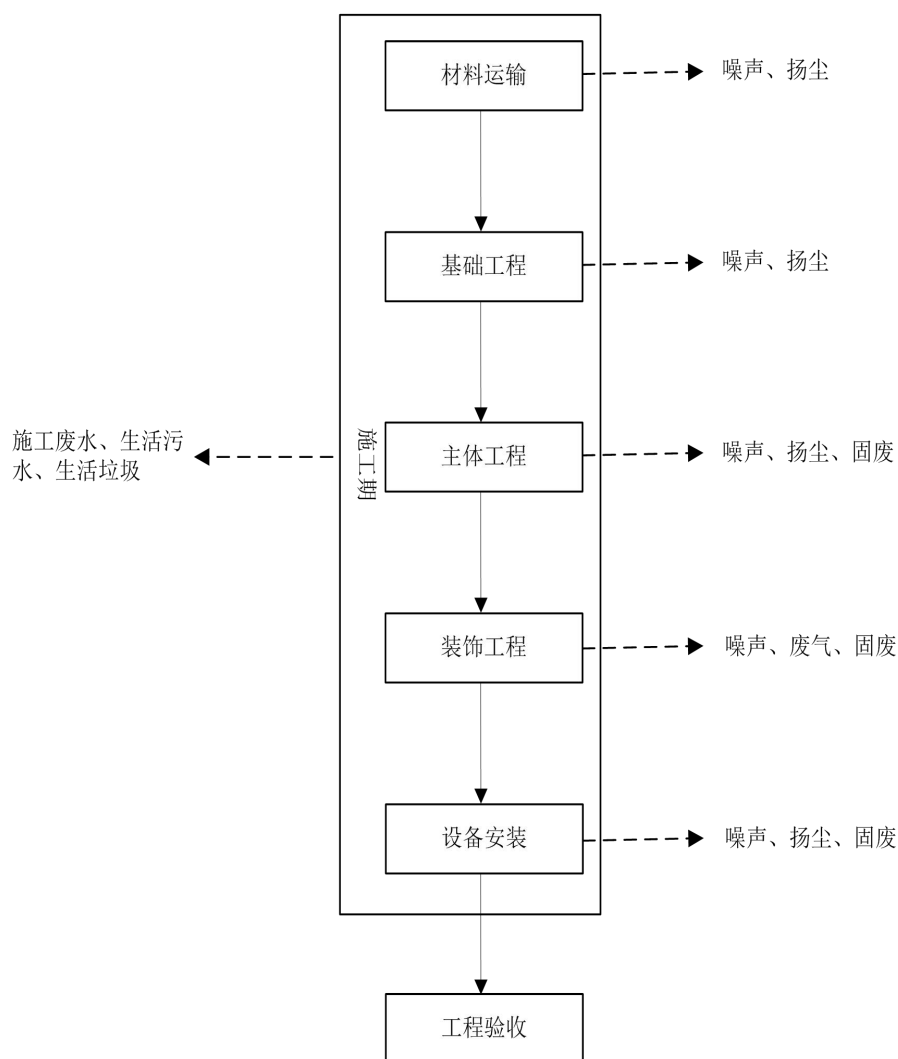 材料运输
噪声、扬尘
基础工程
噪声、扬尘
施工废水、生活污
水、生活垃圾
施工期
主体工程
噪声、扬尘、固废
装饰工程
噪声、废气、固废
设备安装
噪声、扬尘、固废
工程验收